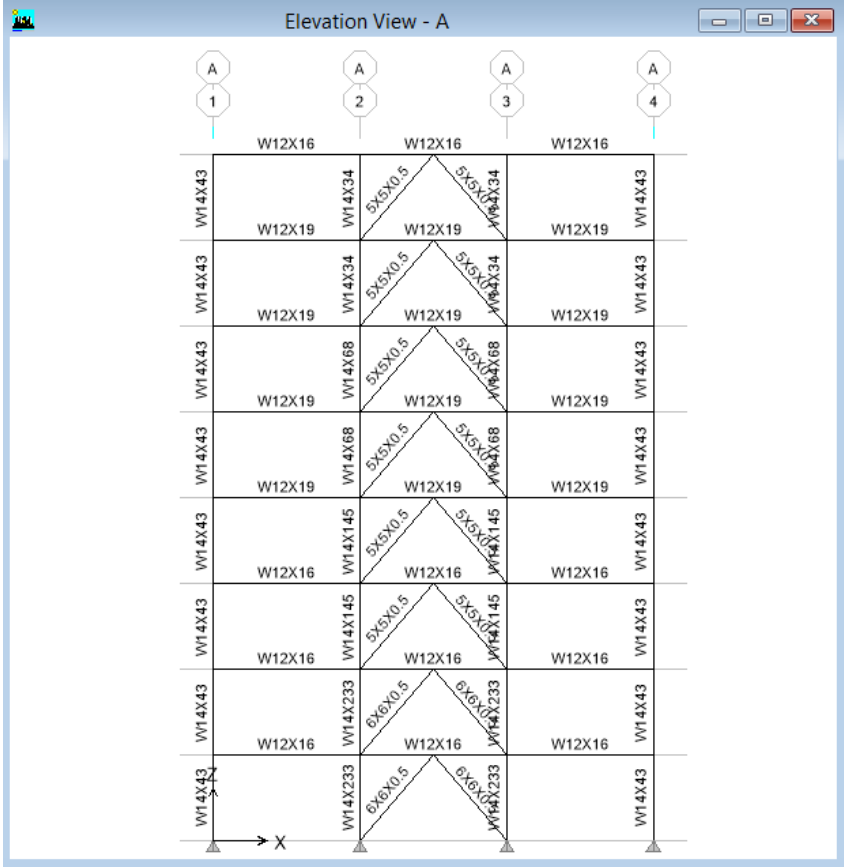 Elevation View - A
A A A A
1 2 3 4
W12X16 W12X16 W12X16
W14X43 W14X34 5X5X0.5 5X5X0.5 W14X34 W14X43
W12X19 W12X19 W12X19
W14X43 W14X34 5X5X0.5 5X5X0.5 W14X34 W14X43
W12X19 W12X19 W12X19
W14X43 W14X68 5X5X0.5 5X5X0.5 W14X68 W14X43
W12X19 W12X19 W12X19
W14X43 W14X68 5X5X0.5 5X5X0.5 W14X68 W14X43
W12X19 W12X19 W12X19
W14X43 W14X145 5X5X0.5 5X5X0.5 W14X145 W14X43
W12X16 W12X16 W12X16
W14X43 W14X145 5X5X0.5 5X5X0.5 W14X145 W14X43
W12X16 W12X16 W12X16
W14X43 W14X233 6X6X0.5 6X6X0.5 W14X233 W14X43
W12X16 W12X16 W12X16
W14X43 W14X233 6X6X0.5 6X6X0.5 W14X233 W14X43
Z
X